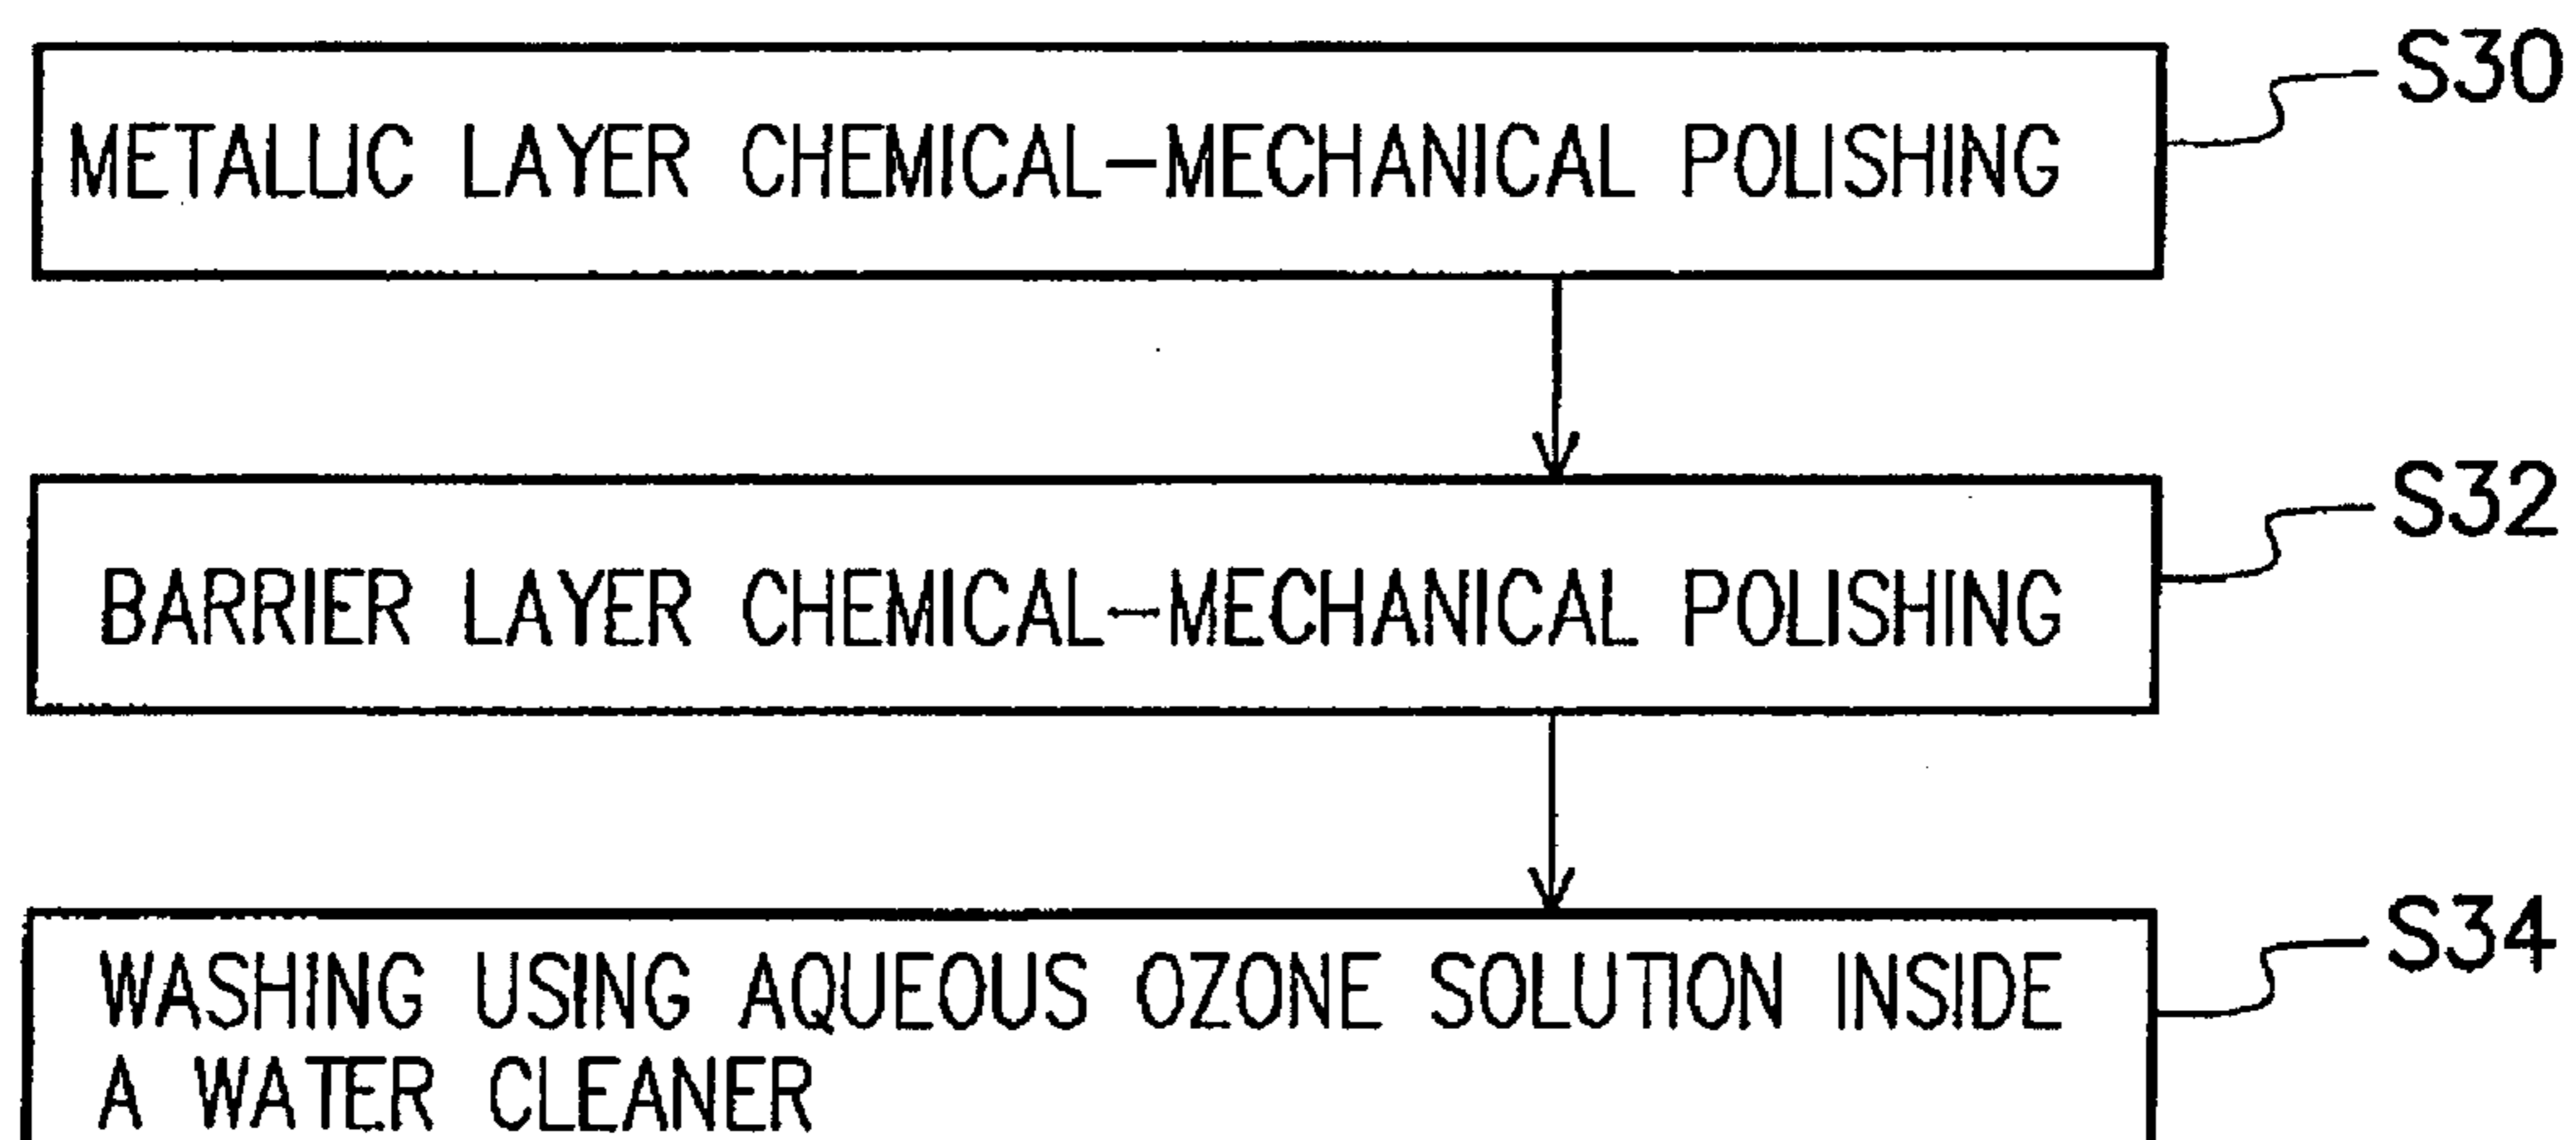 METALLIC LAYER CHEMICAL-MECHANICAL POLISHING
S30
BARRIER LAYER CHEMICAL-MECHANICAL POLISHING
S32
WASHING USING AQUEOUS OZONE SOLUTION INSIDE
A WATER CLEANER
S34